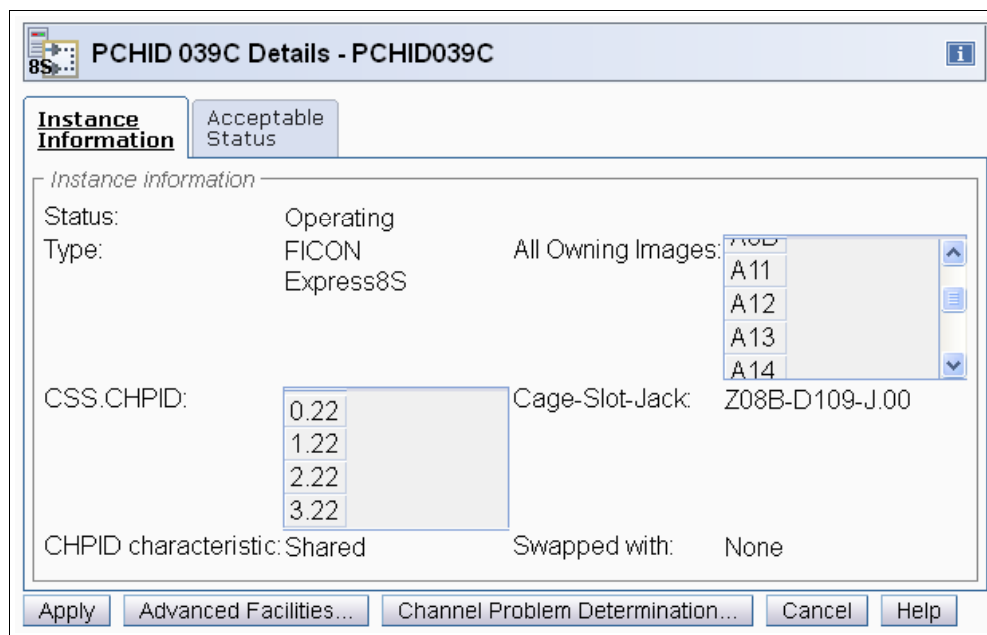 8S
PCHID 039C Details - PCHID039C
i
Instance Information
Acceptable Status
Instance information
Status: Operating
Type: FICON Express8S
All Owning Images:
A11
A12
A13
A14
CSS.CHPID:
0.22
1.22
2.22
3.22
Cage-Slot-Jack: Z08B-D109-J.00
CHPID characteristic: Shared
Swapped with: None
Apply
Advanced Facilities...
Channel Problem Determination...
Cancel
Help